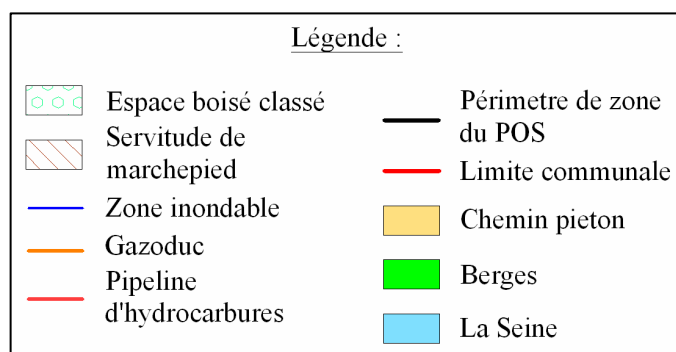 Légende :
Espace boisé classé
Servitude de
marchepied
Zone inondable
Gazoduc
Pipeline
d'hydrocarbures
Périmetre de zone
du POS
Limite communale
Chemin pieton
Berges
La Seine